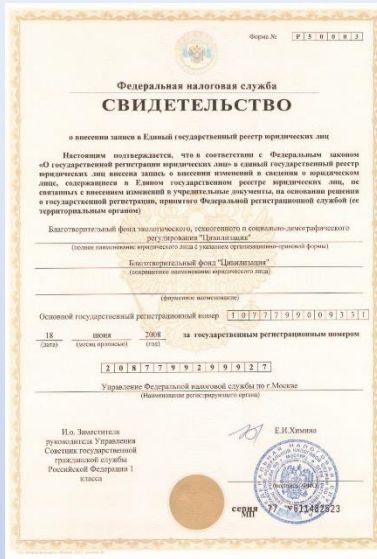 Форма № Р 5 0 0 0 3
Федеральная налоговая служба
СВИДЕТЕЛЬСТВО
о внесении записи в Единый государственный реестр юридических лиц
Настоящим подтверждается, что в соответствии с Федеральным законом
«О государственной регистрации юридических лиц» в единый государственный реестр
юридических лиц внесена запись о внесении изменений в сведения о юридическом
лице, содержащиеся в Едином государственном реестре юридических лиц, не
связанных с внесением изменений в учредительные документы, на основании решения
о государственной регистрации, принятого Федеральной регистрационной службой (ее
территориальным органом)
Благотворительный фонд экологического, техногенного и социально-демографического
регулирования "Цивилизация"
(полное наименование юридического лица с указанием организационно-правовой формы)
Благотворительный фонд "Цивилизация"
(сокращенное наименование юридического лица)
(фирменное наименование)
Основной государственный регистрационный номер 1 0 7 7 7 9 9 0 0 9 3 3 1
18 июня 2008 за государственным регистрационным номером
(дата) (месяц прописью) (год)
2 0 8 7 7 9 9 2 9 9 9 2 7
Управление Федеральной налоговой службы по г.Москве
(Наименование регистрирующего органа)
И.о. Заместителя
руководителя Управления
Советник государственной
гражданской службы
Российской Федерации 1
класса
Е.И.Химина
(подпись, ФИО)
МП
серия 77 №011482823